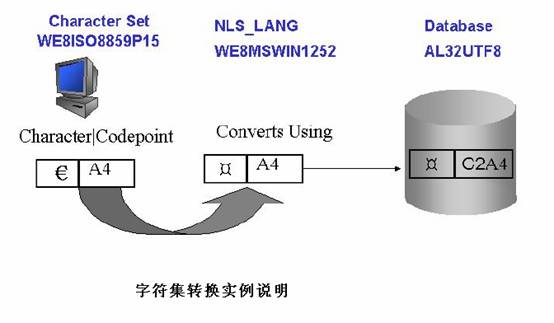 Character Set
WE8ISO8859P15
NLS_LANG
WE8MSWIN1252
Database
AL32UTF8
Character|Codepoint
Converts Using
€ A4
¤ A4
¤ C2A4
字符集转换实例说明